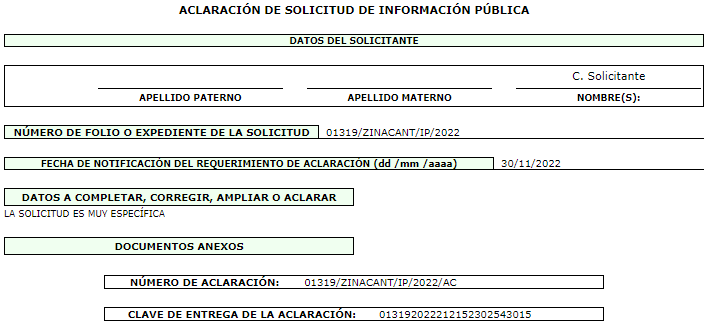 ACLARACIÓN DE SOLICITUD DE INFORMACIÓN PÚBLICA
DATOS DEL SOLICITANTE
C. Solicitante
APELLIDO PATERNO APELLIDO MATERNO NOMBRE(S):
NÚMERO DE FOLIO O EXPEDIENTE DE LA SOLICITUD 01319/ZINACANT/IP/2022
FECHA DE NOTIFICACIÓN DEL REQUERIMIENTO DE ACLARACIÓN (dd /mm /aaaa) 30/11/2022
DATOS A COMPLETAR, CORREGIR, AMPLIAR O ACLARAR
LA SOLICITUD ES MUY ESPECÍFICA
DOCUMENTOS ANEXOS
NÚMERO DE ACLARACIÓN: 01319/ZINACANT/IP/2022/AC
CLAVE DE ENTREGA DE LA ACLARACIÓN: 013192022212152302543015